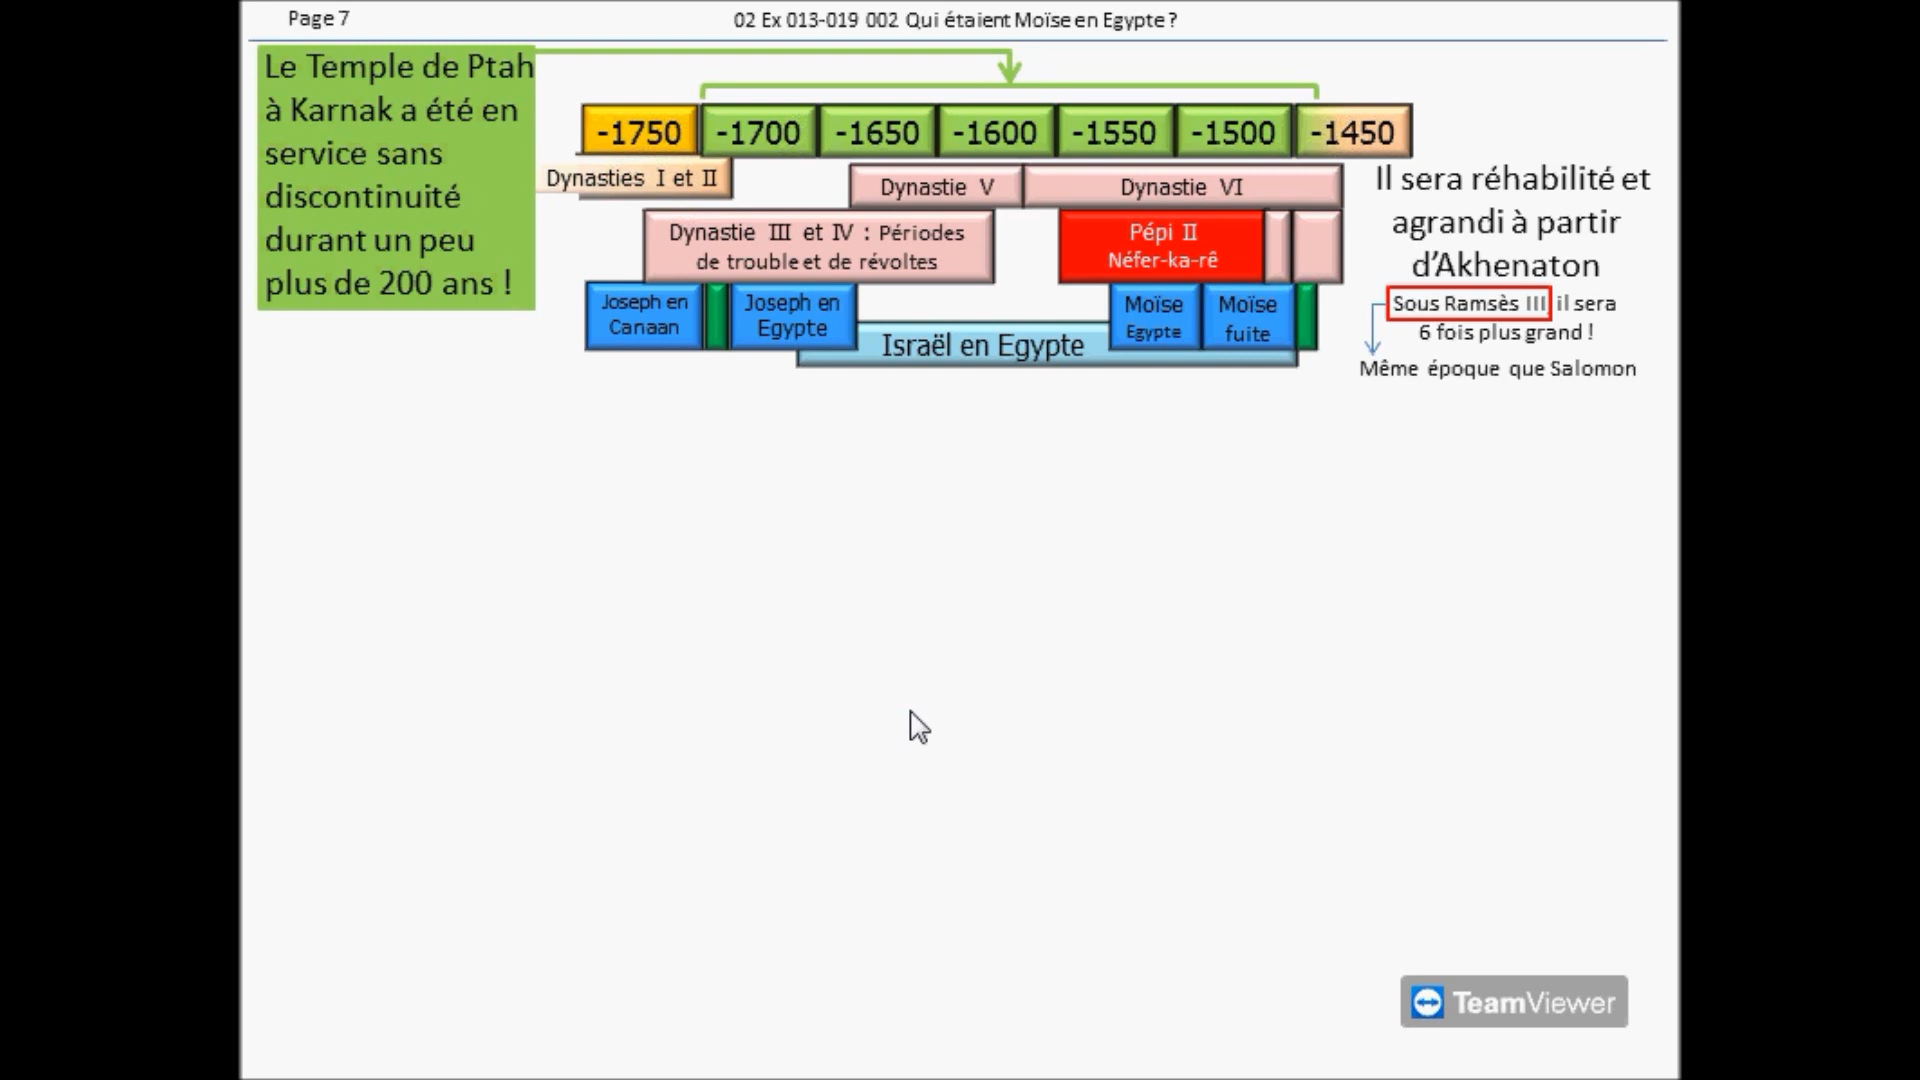 Page 7
02 Ex 013-019 002 Qui étaient Moïse en Egypte ?
Le Temple de Ptah
à Karnak a été en
service sans
discontinuité
durant un peu
plus de 200 ans !
-1750
-1700
-1650
-1600
-1550
-1500
-1450
Dynasties I et II
Dynastie V
Dynastie VI
Dynastie III et IV : Périodes
de trouble et de révoltes
Pépi II
Néfer-ka-rê
Joseph en
Canaan
Joseph en
Egypte
Israël en Egypte
Moïse
Egypte
Moïse
fuite
Il sera réhabilité et
agrandi à partir
d'Akhenaton
Sous Ramsès III il sera
6 fois plus grand !
Même époque que Salomon
TeamViewer